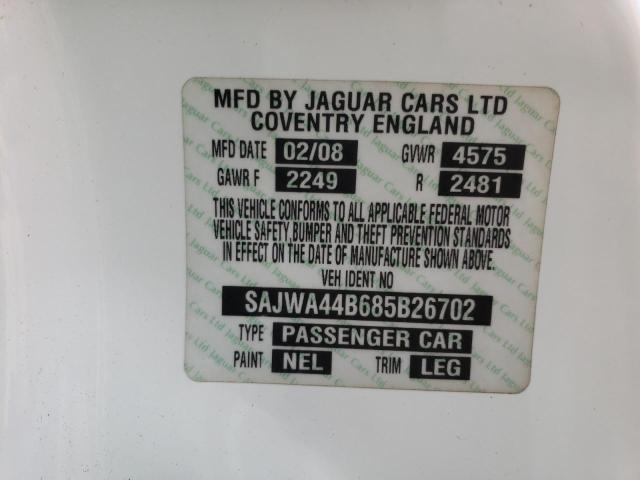 MFD BY JAGUAR CARS LTD
COVENTRY ENGLAND
MFD DATE 02/08 GVWR 4575
GAWR F 2249 R 2481
THIS VEHICLE CONFORMS TO ALL APPLICABLE FEDERAL MOTOR
VEHICLE SAFETY,BUMPER AND THEFT PREVENTION STANDARDS
IN EFFECT ON THE DATE OF MANUFACTURE SHOWN ABOVE.
VEH IDENT NO
SAJWA44B685B26702
TYPE PASSENGER CAR
PAINT NEL TRIM LEG